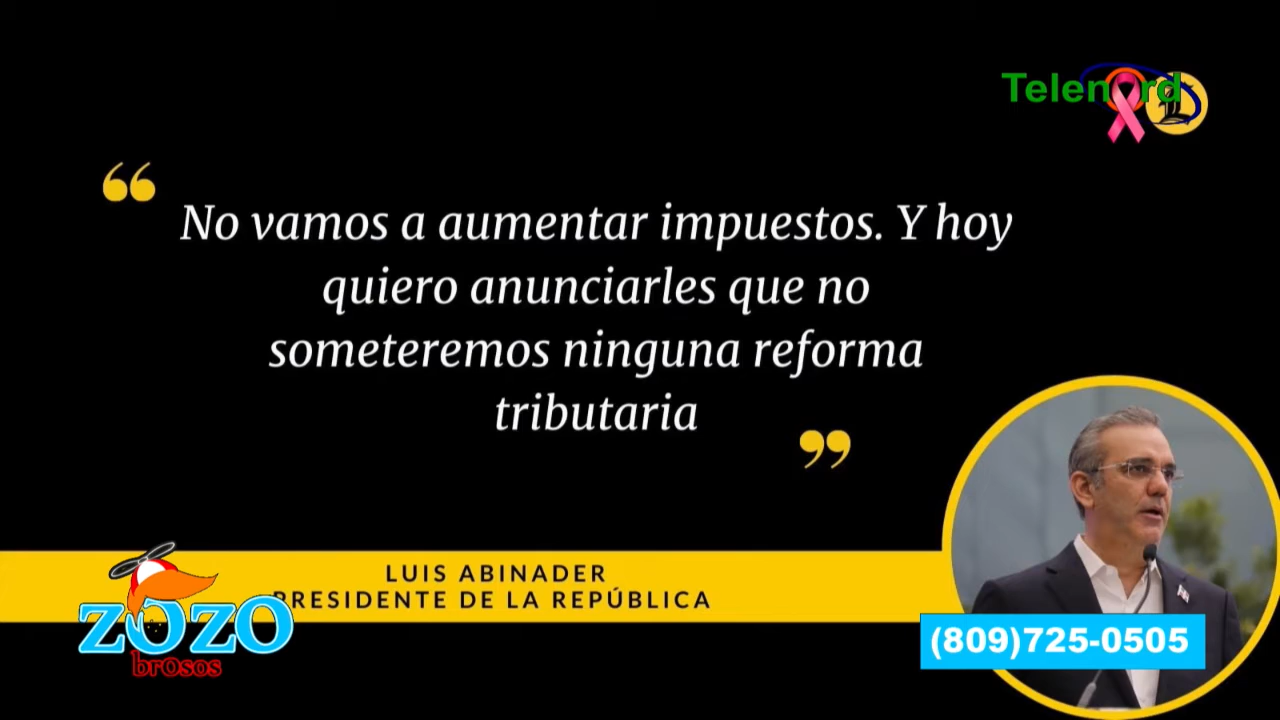 Telenord
“ No vamos a aumentar impuestos. Y hoy
quiero anunciarles que no
someteremos ninguna reforma
tributaria ”
LUIS ABINADER
PRESIDENTE DE LA REPÚBLICA
ZOZO
brOsos
(809)725-0505